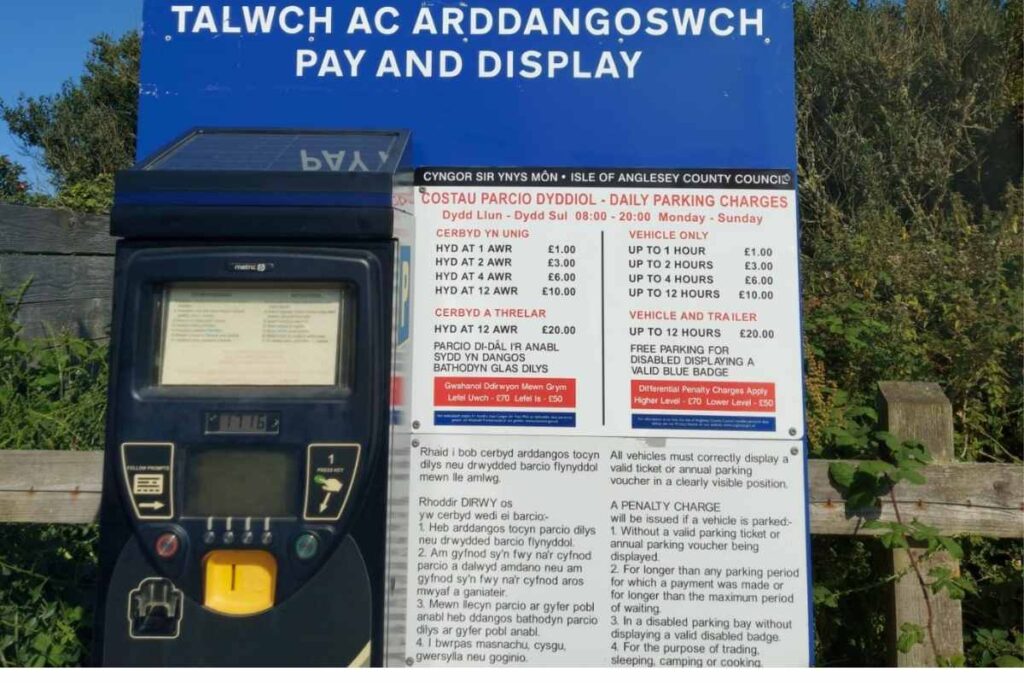 TALWCH AC ARDDANGOSWCH
PAY AND DISPLAY
PAY
metric
1776
FOLLOW PROMPTS
1
PRESS KEY
P
CYNGOR SIR YNYS MÔN • ISLE OF ANGLESEY COUNTY COUNCIL
COSTAU PARCIO DYDDIOL - DAILY PARKING CHARGES
Dydd Llun - Dydd Sul 08:00 - 20:00 Monday - Sunday
CERBYD YN UNIG
HYD AT 1 AWR £1.00
HYD AT 2 AWR £3.00
HYD AT 4 AWR £6.00
HYD AT 12 AWR £10.00
CERBYD A THRELAR
HYD AT 12 AWR £20.00
PARCIO DI-DÂL I'R ANABL
SYDD YN DANGOS
BATHODYN GLAS DILYS
Gwahanol Ddirwyon Mewn Grym
Lefel Uwch - £70 Lefel Is - £50
VEHICLE ONLY
UP TO 1 HOUR £1.00
UP TO 2 HOURS £3.00
UP TO 4 HOURS £6.00
UP TO 12 HOURS £10.00
VEHICLE AND TRAILER
UP TO 12 HOURS £20.00
FREE PARKING FOR
DISABLED DISPLAYING A
VALID BLUE BADGE
Differential Penalty Charges Apply
Higher Level - £70 Lower Level - £50
Rhaid i bob cerbyd arddangos tocyn
dilys neu drwydded barcio flynyddol
mewn lle amlwg.
Rhoddir DIRWY os
yw cerbyd wedi ei barcio:-
1. Heb arddangos tocyn parcio dilys
neu drwydded barcio flynyddol.
2. Am gyfnod sy'n fwy na'r cyfnod
parcio a dalwyd amdano neu am
gyfnod sy'n fwy na'r cyfnod aros
mwyaf a ganiateir.
3. Mewn llecyn parcio ar gyfer pobl
anabl heb ddangos bathodyn parcio
dilys ar gyfer pobl anabl.
4. I bwrpas masnachu, cysgu,
gwersylla neu goginio.
All vehicles must correctly display a
valid ticket or annual parking
voucher in a clearly visible position.
A PENALTY CHARGE
will be issued if a vehicle is parked:-
1. Without a valid parking ticket or
annual parking voucher being
displayed.
2. For longer than any parking period
for which a payment was made or
for longer than the maximum period
of waiting.
3. In a disabled parking bay without
displaying a valid disabled badge.
4. For the purpose of trading,
sleeping, camping or cooking.